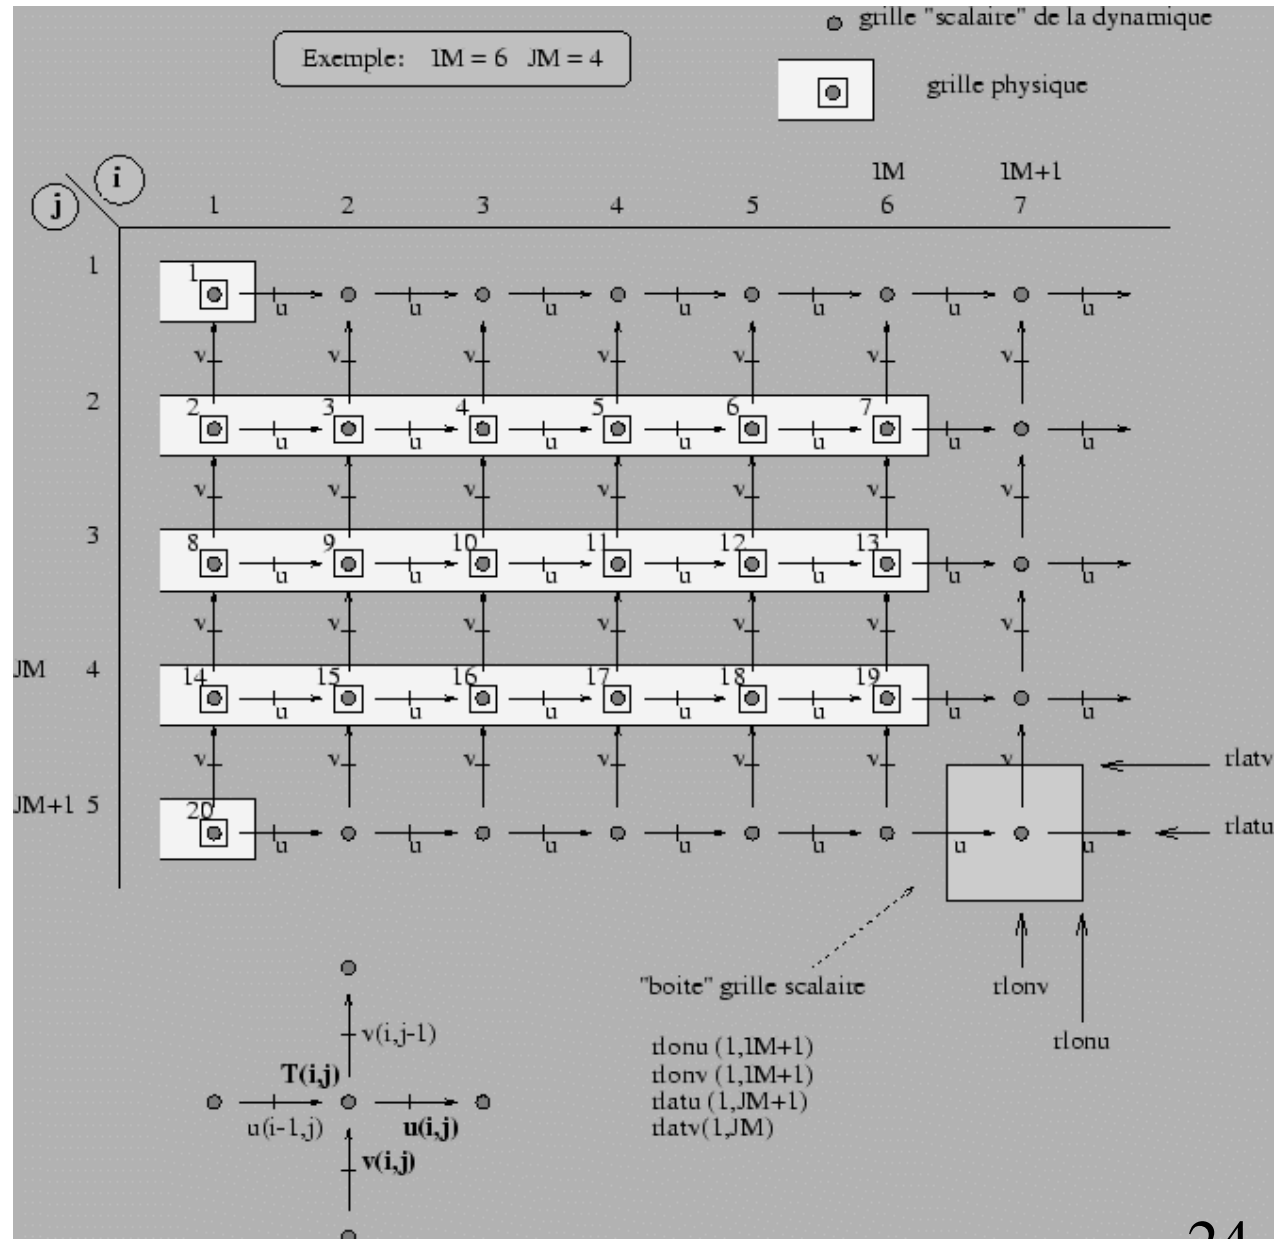 grille "scalaire" de la dynamique
Exemple: IM = 6 JM = 4
grille physique
i
j
IM IM+1
1 2 3 4 5 6 7
1
1
u u u u u u u
v v v v v v v
2
2 3 4 5 6 7
u u u u u u u
v v v v v v v
3
8 9 10 11 12 13
u u u u u u u
v v v v v v v
JM 4
14 15 16 17 18 19
u u u u u u u
v v v v v v v
rlatv
JM+1 5
20
rlatu
u u u u u u u
"boite" grille scalaire
rlonv
rlonu
v(i,j-1)
T(i,j)
u(i-1,j) u(i,j)
v(i,j)
rlonu (1,IM+1)
rlonv (1,IM+1)
rlatu (1,JM+1)
rlatv(1,JM)
24